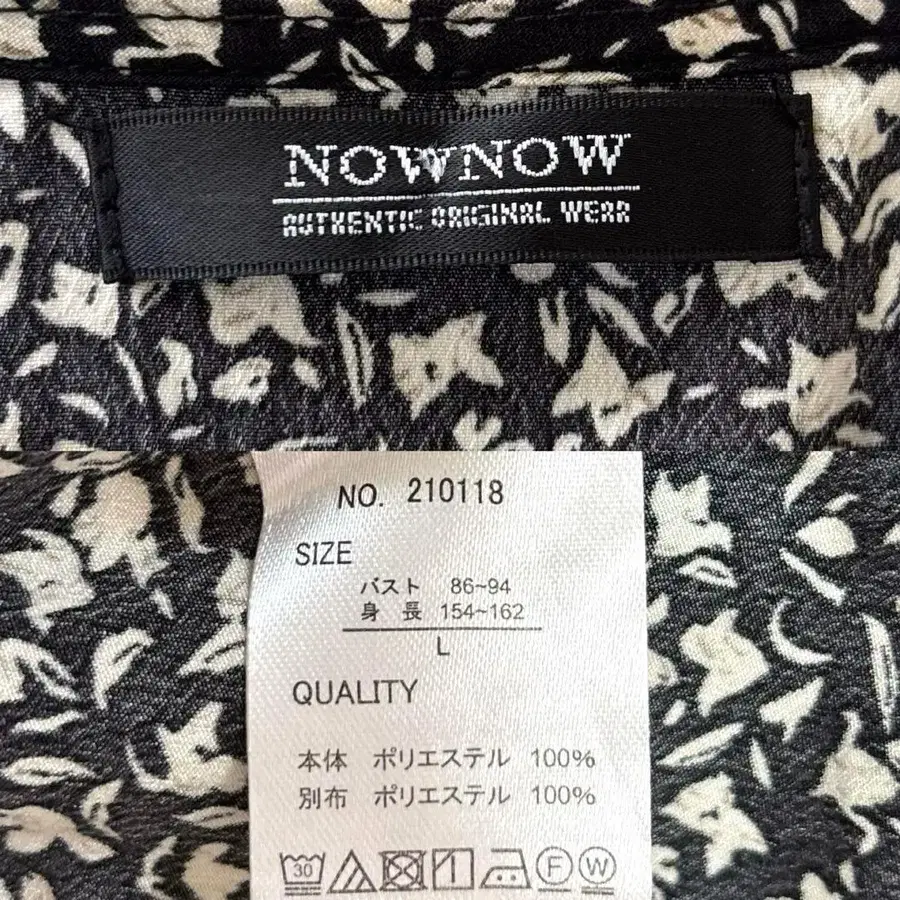 NOWNOW
AUTHENTIC ORIGINAL WEAR
NO. 210118
SIZE
バスト 86~94
身 長 154~162
L
QUALITY
本体 ポリエステル 100%
別布 ポリエステル 100%
30 F W